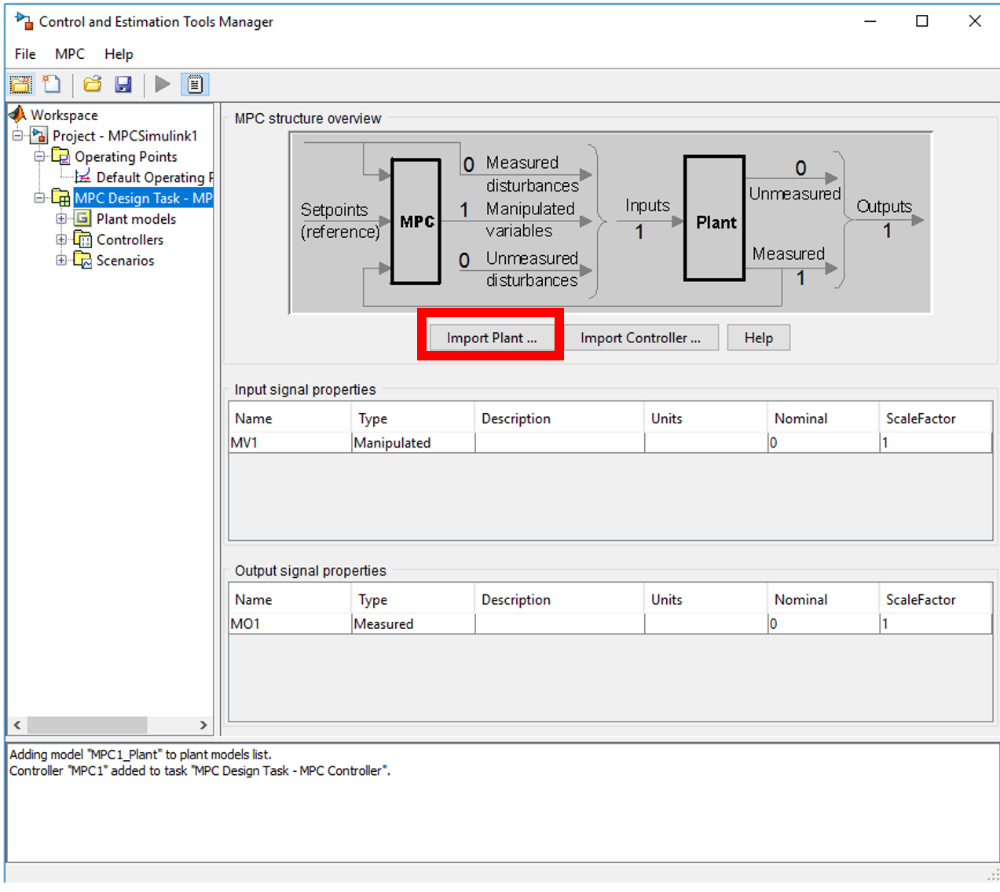 Control and Estimation Tools Manager
File MPC Help
Workspace
Project - MPCSimulink1
Operating Points
Default Operating
MPC Design Task - MP
Plant models
Controllers
Scenarios
MPC structure overview
Setpoints
(reference)
MPC
0 Measured
disturbances
1 Manipulated
variables
0 Unmeasured
disturbances
Inputs
1
Plant
0
Unmeasured
Measured
1
Outputs
1
Import Plant ... Import Controller ... Help
Input signal properties
Name Type Description Units Nominal ScaleFactor
MV1 Manipulated 0 1
Output signal properties
Name Type Description Units Nominal ScaleFactor
MO1 Measured 0 1
Adding model "MPC1_Plant" to plant models list.
Controller "MPC1" added to task "MPC Design Task - MPC Controller".